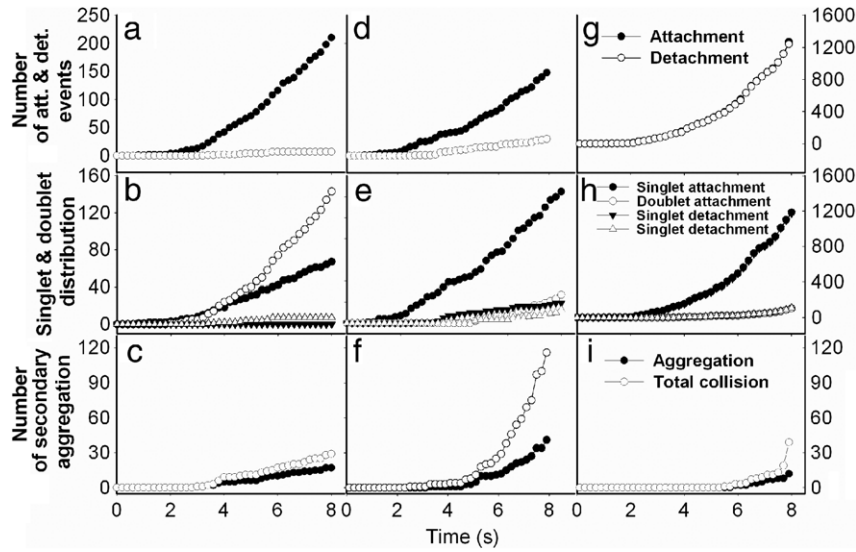 Number
of att. & det.
events
250
200
150
100
50
0
a
d
g
Attachment
Detachment
1600
1200
800
400
0
Singlet & doublet
distribution
160
120
80
40
0
b
e
h
Singlet attachment
Doublet attachment
Singlet detachment
Singlet detachment
1600
1200
800
400
0
Number
of secondary
aggregation
120
90
60
30
0
c
f
i
Aggregation
Total collision
120
90
60
30
0
0 2 4 6 8 0 2 4 6 8 0 2 4 6 8
Time (s)